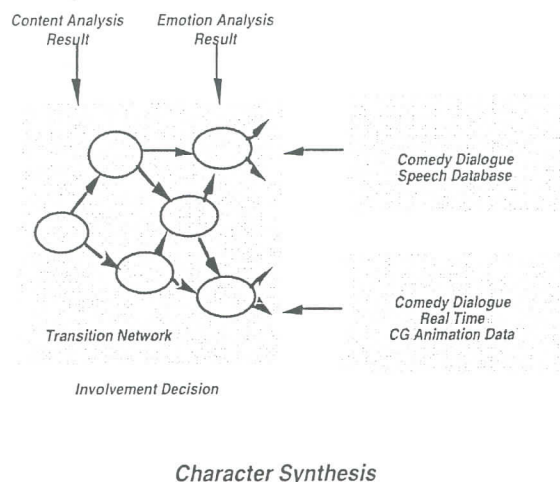 Content Analysis
Result
Emotion Analysis
Result
Comedy Dialogue
Speech Database
Comedy Dialogue
Real Time
CG Animation Data
Transition Network
Involvement Decision
Character Synthesis